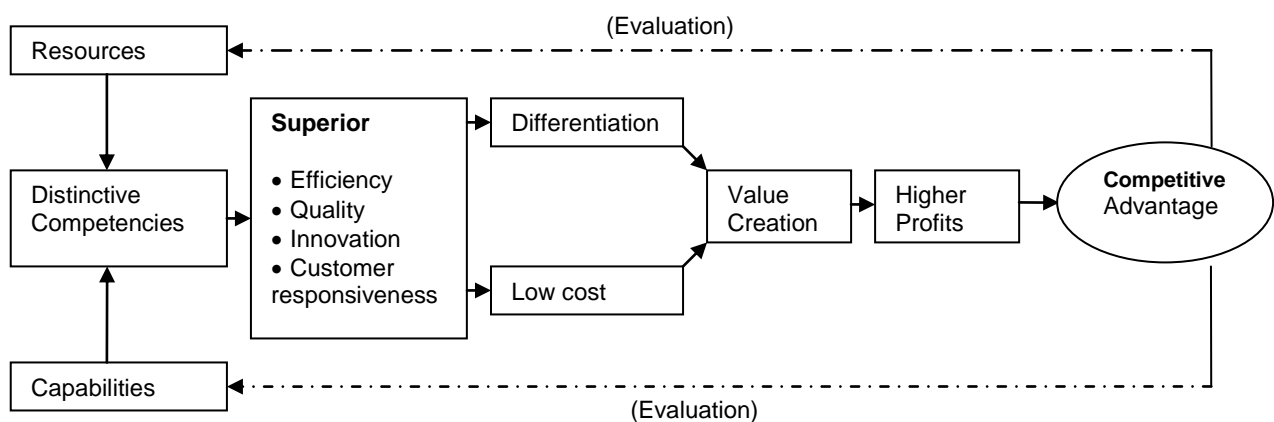 (Evaluation)
Resources
Superior
• Efficiency
• Quality
• Innovation
• Customer
responsiveness
Differentiation
Distinctive
Competencies
Value
Creation
Higher
Profits
Competitive
Advantage
Low cost
Capabilities
(Evaluation)